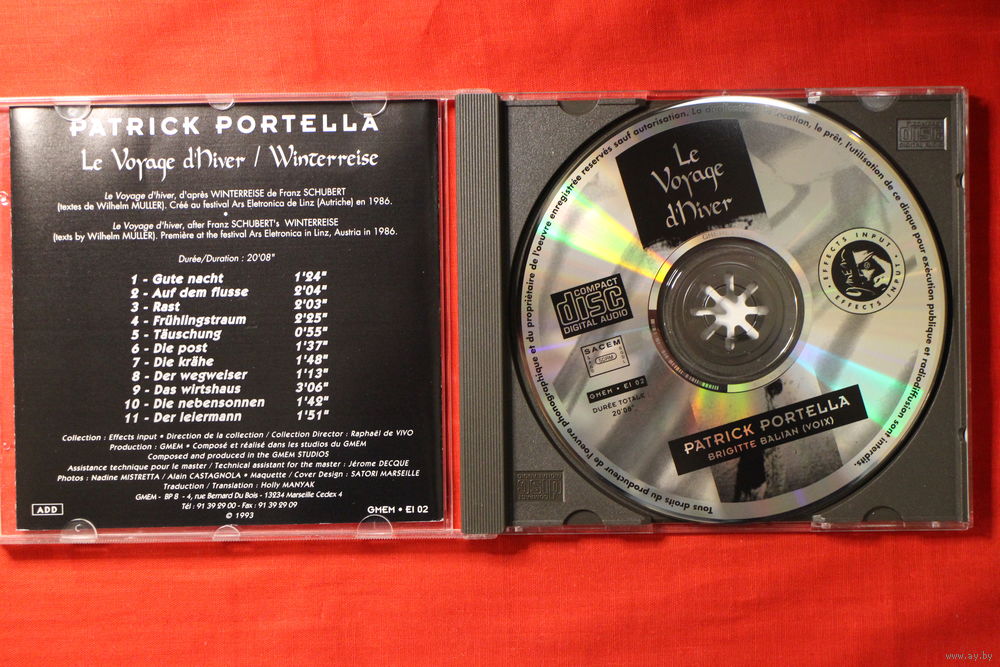 PATRICK PORTELLA
Le Voyage d'hiver / Winterreise
Le Voyage d'hiver, d'après WINTERREISE de Franz SCHUBERT
(textes de Wilhelm MULLER). Créé au festival Ars Eletronica de Linz (Autriche) en 1986.
•
Le Voyage d'hiver, after Franz SCHUBERT's WINTERREISE
(texts by Wilhelm MULLER). Première at the festival Ars Eletronica in Linz, Austria in 1986.
Durée/Duration : 20'08"
1 - Gute nacht 1'24"
2 - Auf dem flusse 2'04"
3 - Rast 2'03"
4 - Frühlingstraum 2'25"
5 - Täuschung 0'55"
6 - Die post 1'37"
7 - Die krähe 1'48"
8 - Der wegweiser 1'13"
9 - Das wirtshaus 3'06"
10 - Die nebensonnen 1'42"
11 - Der leiermann 1'51"
Collection : Effects input • Direction de la collection / Collection Director : Raphaël de VIVO
Production : GMEM • Composé et réalisé dans les studios du GMEM
Composed and produced in the GMEM STUDIOS
Assistance technique pour le master / Technical assistant for the master : Jérome DECQUE
Photos : Nadine MISTRETTA / Alain CASTAGNOLA • Maquette / Cover Design : SATORI MARSEILLE
Traduction / Translation : Holly MANYAK
GMEM - BP 8 - 4, rue Bernard Du Bois - 13234 Marseille Cedex 4
Tél : 91 39 29 00 - Fax : 91 39 29 09
© 1993
ADD
GMEM • EI 02
Le
Voyage
d'hiver
COMPACT
disc
DIGITAL AUDIO
SACEM
GMEM • EI 02
DURÉE TOTALE
20'08"
EFFECTS INPUT • EFFECTS INPUT •
PATRICK PORTELLA
BRIGITTE BALIAN (VOIX)
Tous droits du producteur de l'oeuvre phonographique et du propriétaire de l'oeuvre enregistrée réservés sauf autorisation. La location, le prêt, l'utilisation de ce disque pour exécution publique et radiodiffusion sont interdits.
www.ay.by